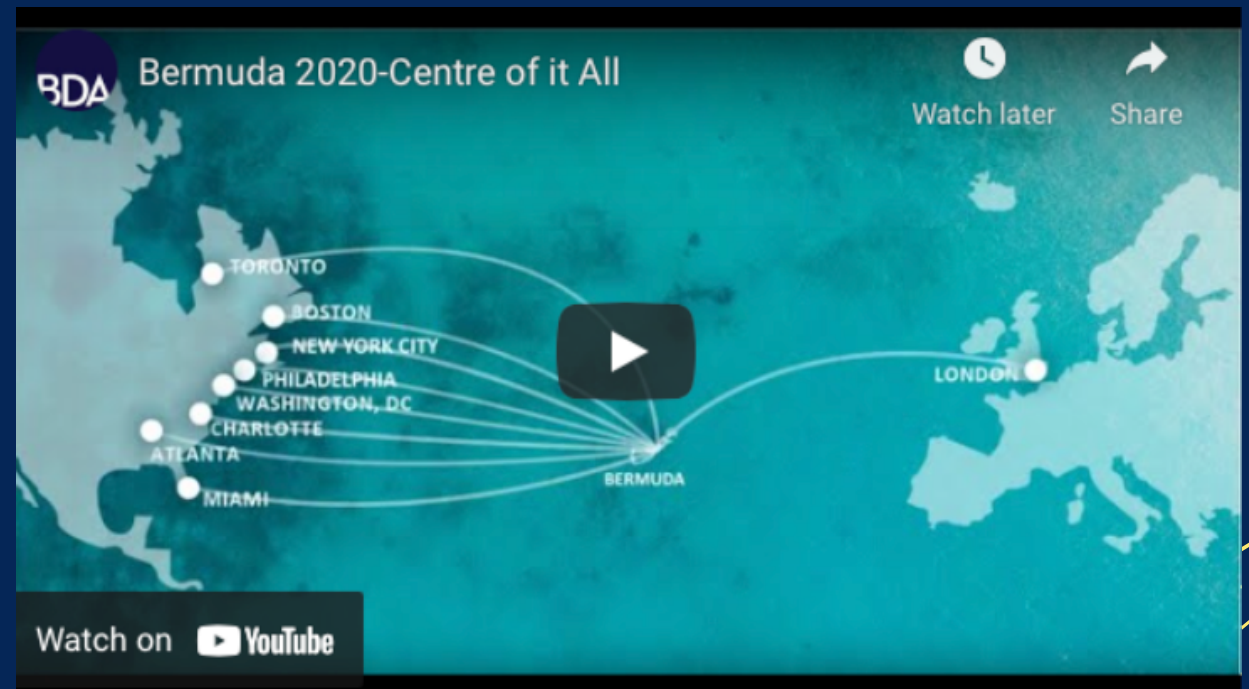 BDA
Bermuda 2020-Centre of it All
Watch later
Share
TORONTO
BOSTON
NEW YORK CITY
PHILADELPHIA
WASHINGTON, DC
CHARLOTTE
ATLANTA
MIAMI
BERMUDA
LONDON
Watch on YouTube